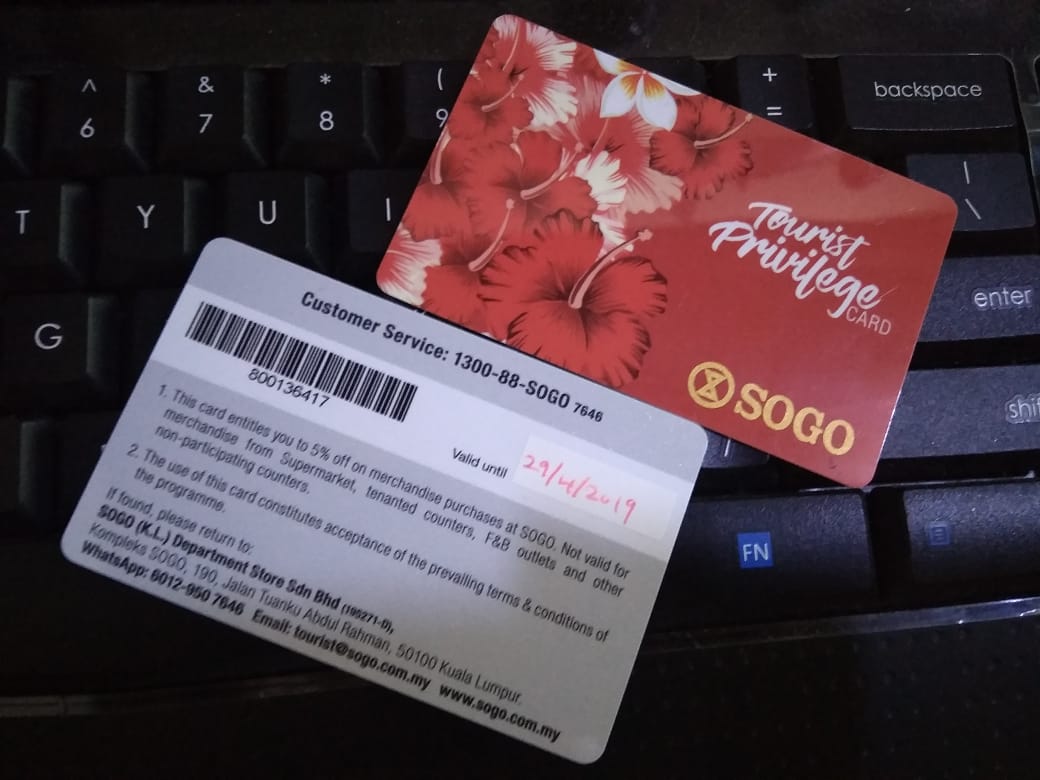 ^
6
&
7
*
8
(
9
+
=
backspace
T
Y
U
I
|
\
G
enter
shi
FN
Tourist
Privilege
CARD
SOGO
Customer Service: 1300-88-SOGO 7646
800136417
Valid until 29/4/2019
1. This card entitles you to 5% off on merchandise purchases at SOGO. Not valid for
merchandise from Supermarket, tenanted counters, F&B outlets and other
non-participating counters.
2. The use of this card constitutes acceptance of the prevailing terms & conditions of
the programme.
If found, please return to:
SOGO (K.L.) Department Store Sdn Bhd (195271-D),
Kompleks SOGO, 190, Jalan Tuanku Abdul Rahman, 50100 Kuala Lumpur.
WhatsApp: 6012-950 7646 Email: tourist@sogo.com.my www.sogo.com.my